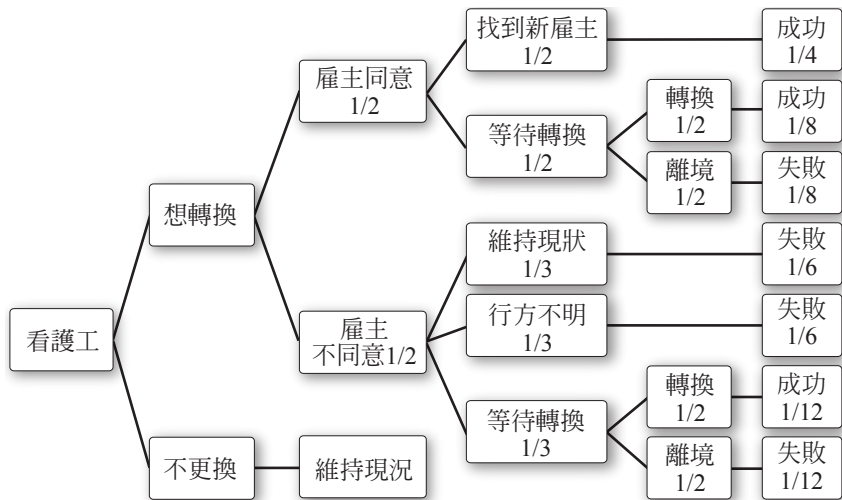 看護工
想轉換
不更換
雇主同意
1/2
雇主
不同意1/2
維持現況
找到新雇主
1/2
等待轉換
1/2
維持現狀
1/3
行方不明
1/3
等待轉換
1/3
轉換
1/2
離境
1/2
轉換
1/2
離境
1/2
成功
1/4
成功
1/8
失敗
1/8
失敗
1/6
失敗
1/6
成功
1/12
失敗
1/12